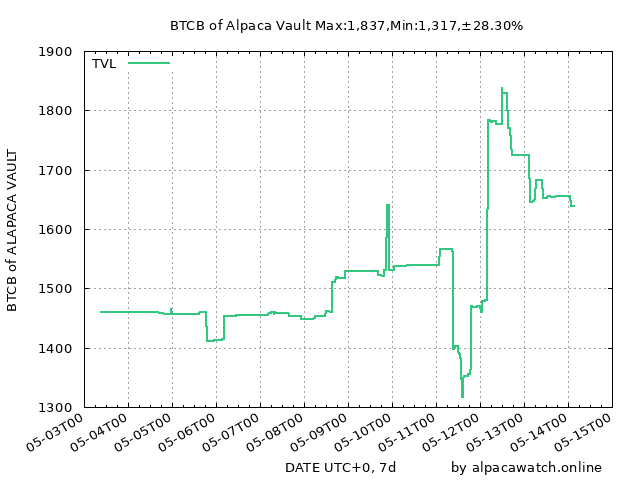 BTCB of Alpaca Vault Max:1,837,Min:1,317,±28.30%
TVL
BTCB of ALAPACA VAULT
1900
1800
1700
1600
1500
1400
1300
05-03T00
05-04T00
05-05T00
05-06T00
05-07T00
05-08T00
05-09T00
05-10T00
05-11T00
05-12T00
05-13T00
05-14T00
05-15T00
DATE UTC+0, 7d
by alpacawatch.online